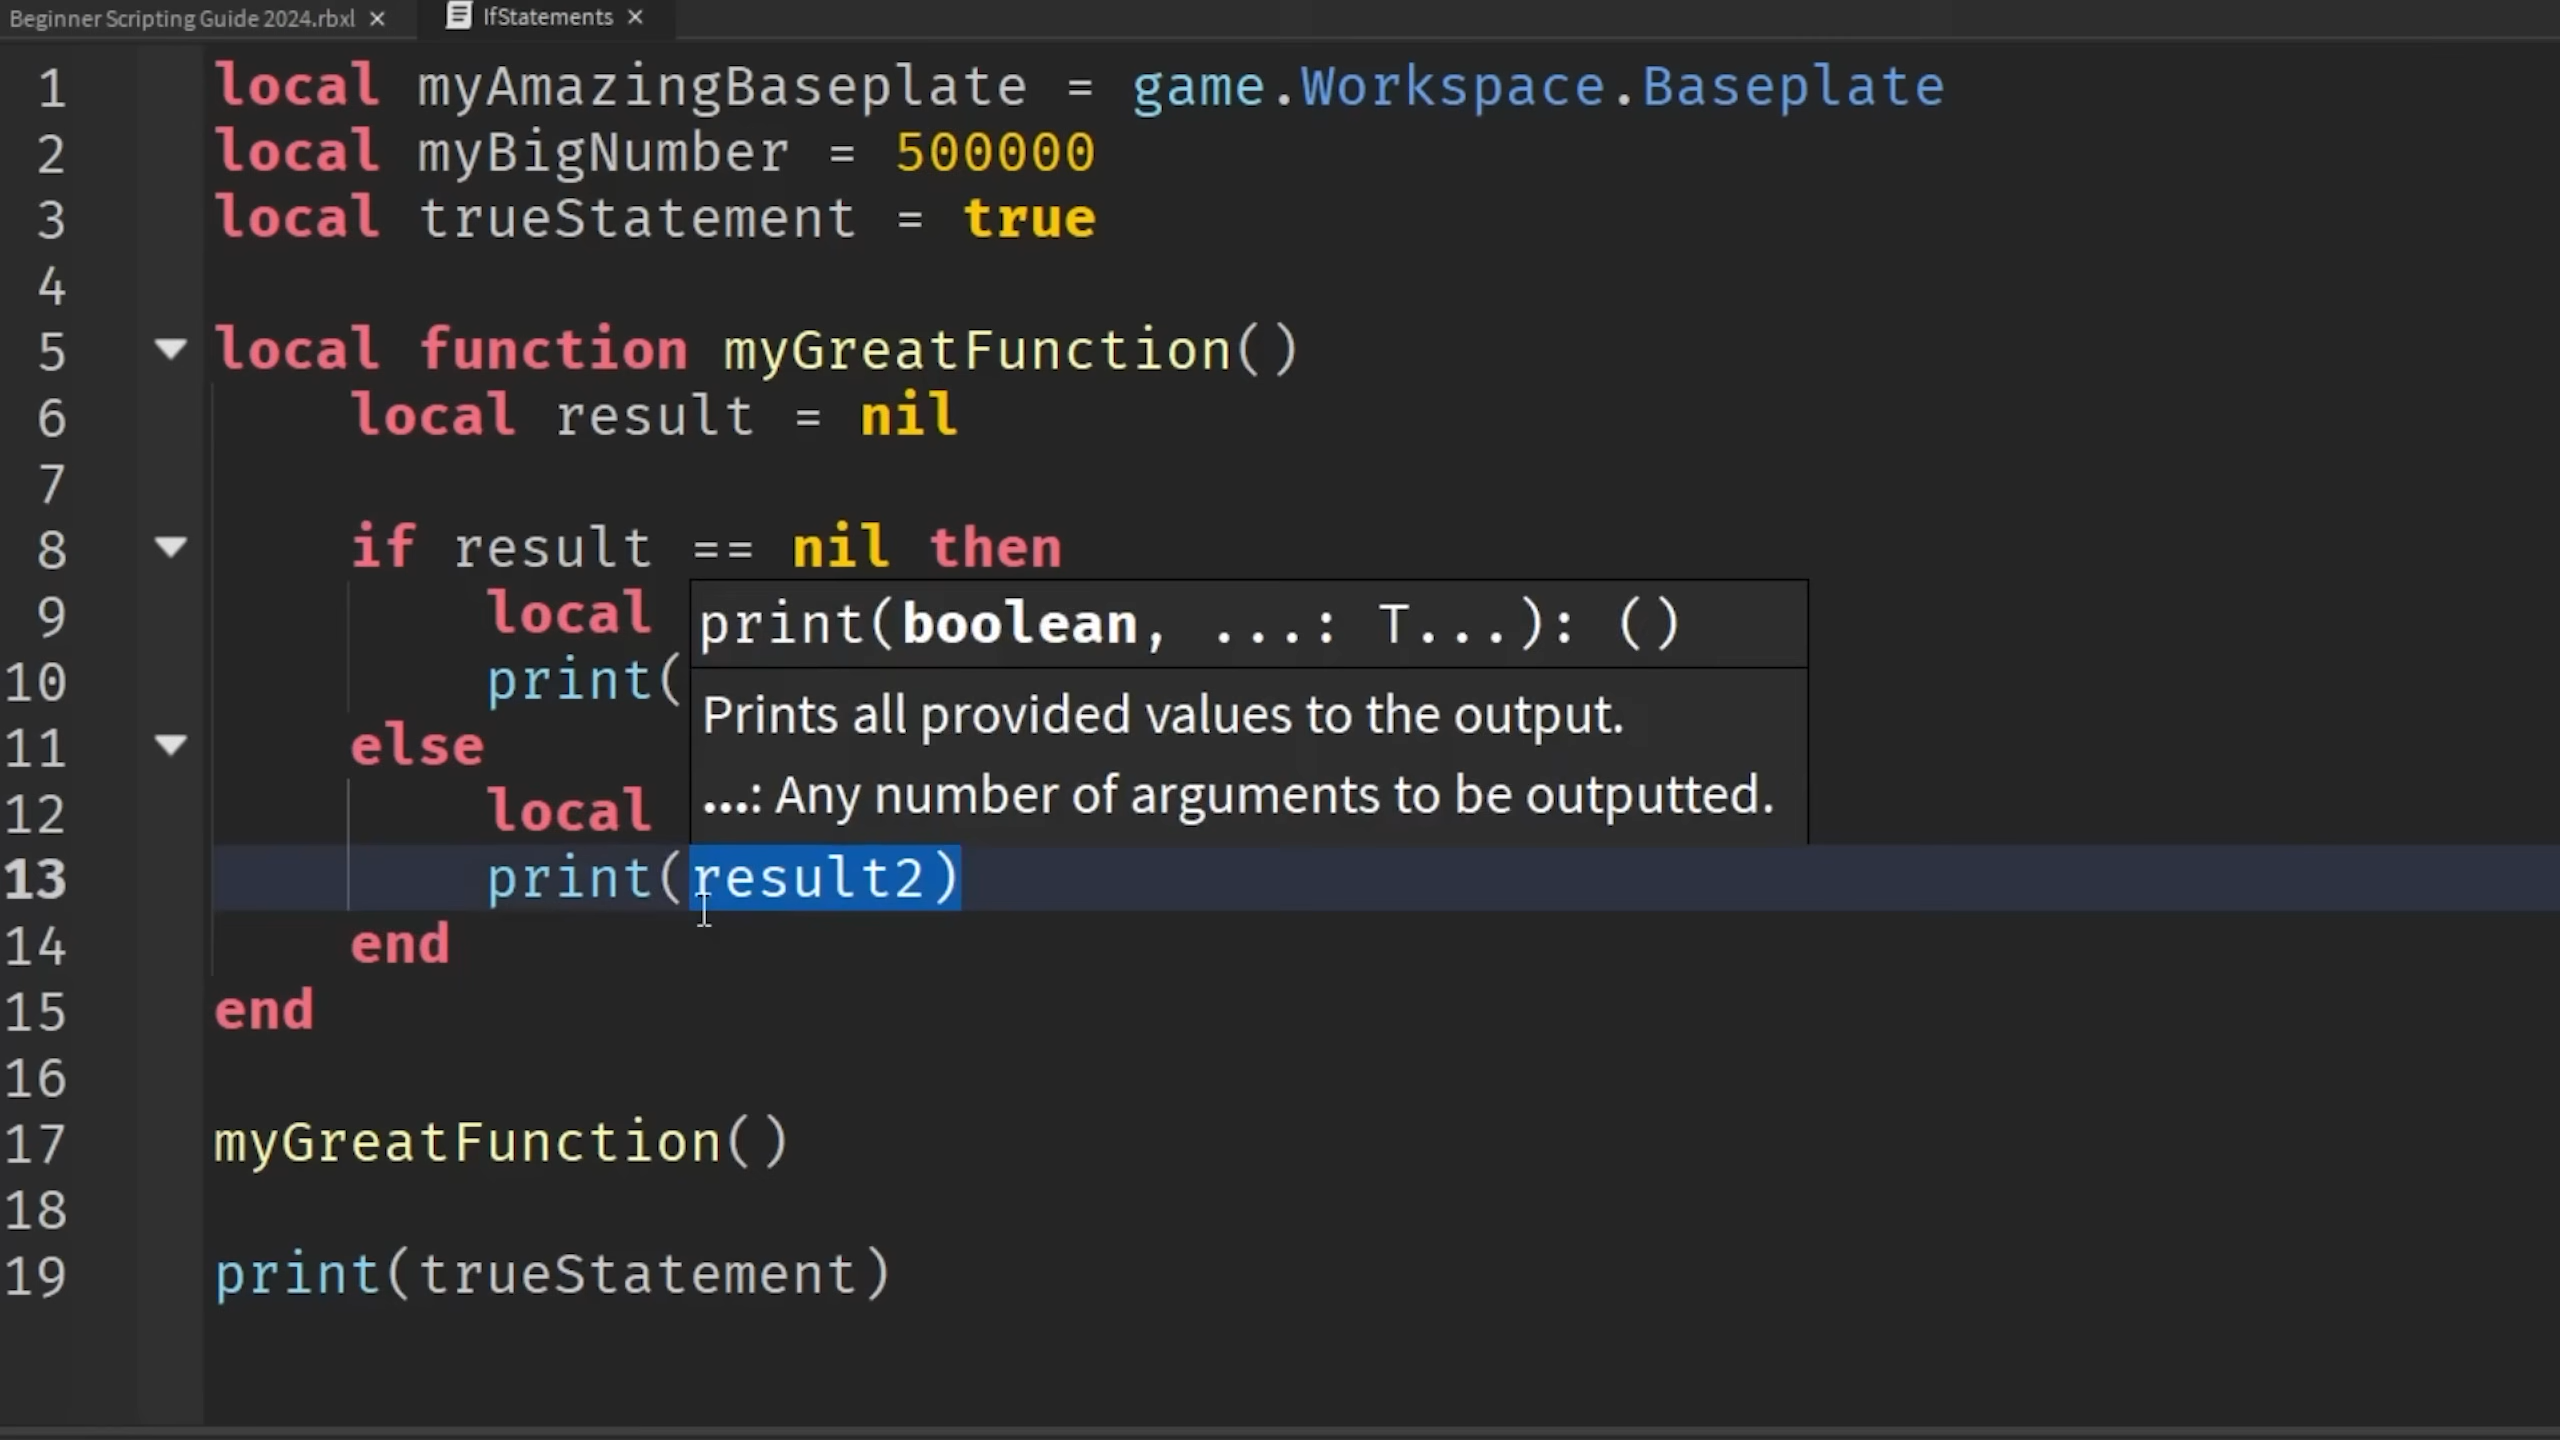 Beginner Scripting Guide 2024.rbxl × IfStatements ×
1 local myAmazingBaseplate = game.Workspace.Baseplate
2 local myBigNumber = 500000
3 local trueStatement = true
4
5 local function myGreatFunction()
6 local result = nil
7
8 if result == nil then
9 local
print(boolean, ...: T...): ()
10 print(
Prints all provided values to the output.
11 else
...: Any number of arguments to be outputted.
12 local
13 print(result2)
14 end
15 end
16
17 myGreatFunction()
18
19 print(trueStatement)